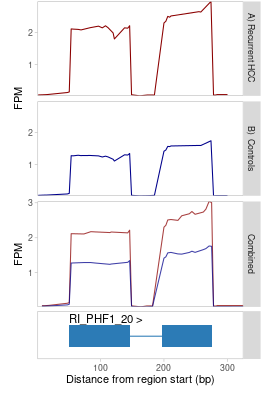 2
1
A) Recurrent HCC
FPM
2
1
B) Controls
3
2
1
FPM
Combined
RI_PHF1_20 >
100
200
300
Distance from region start (bp)